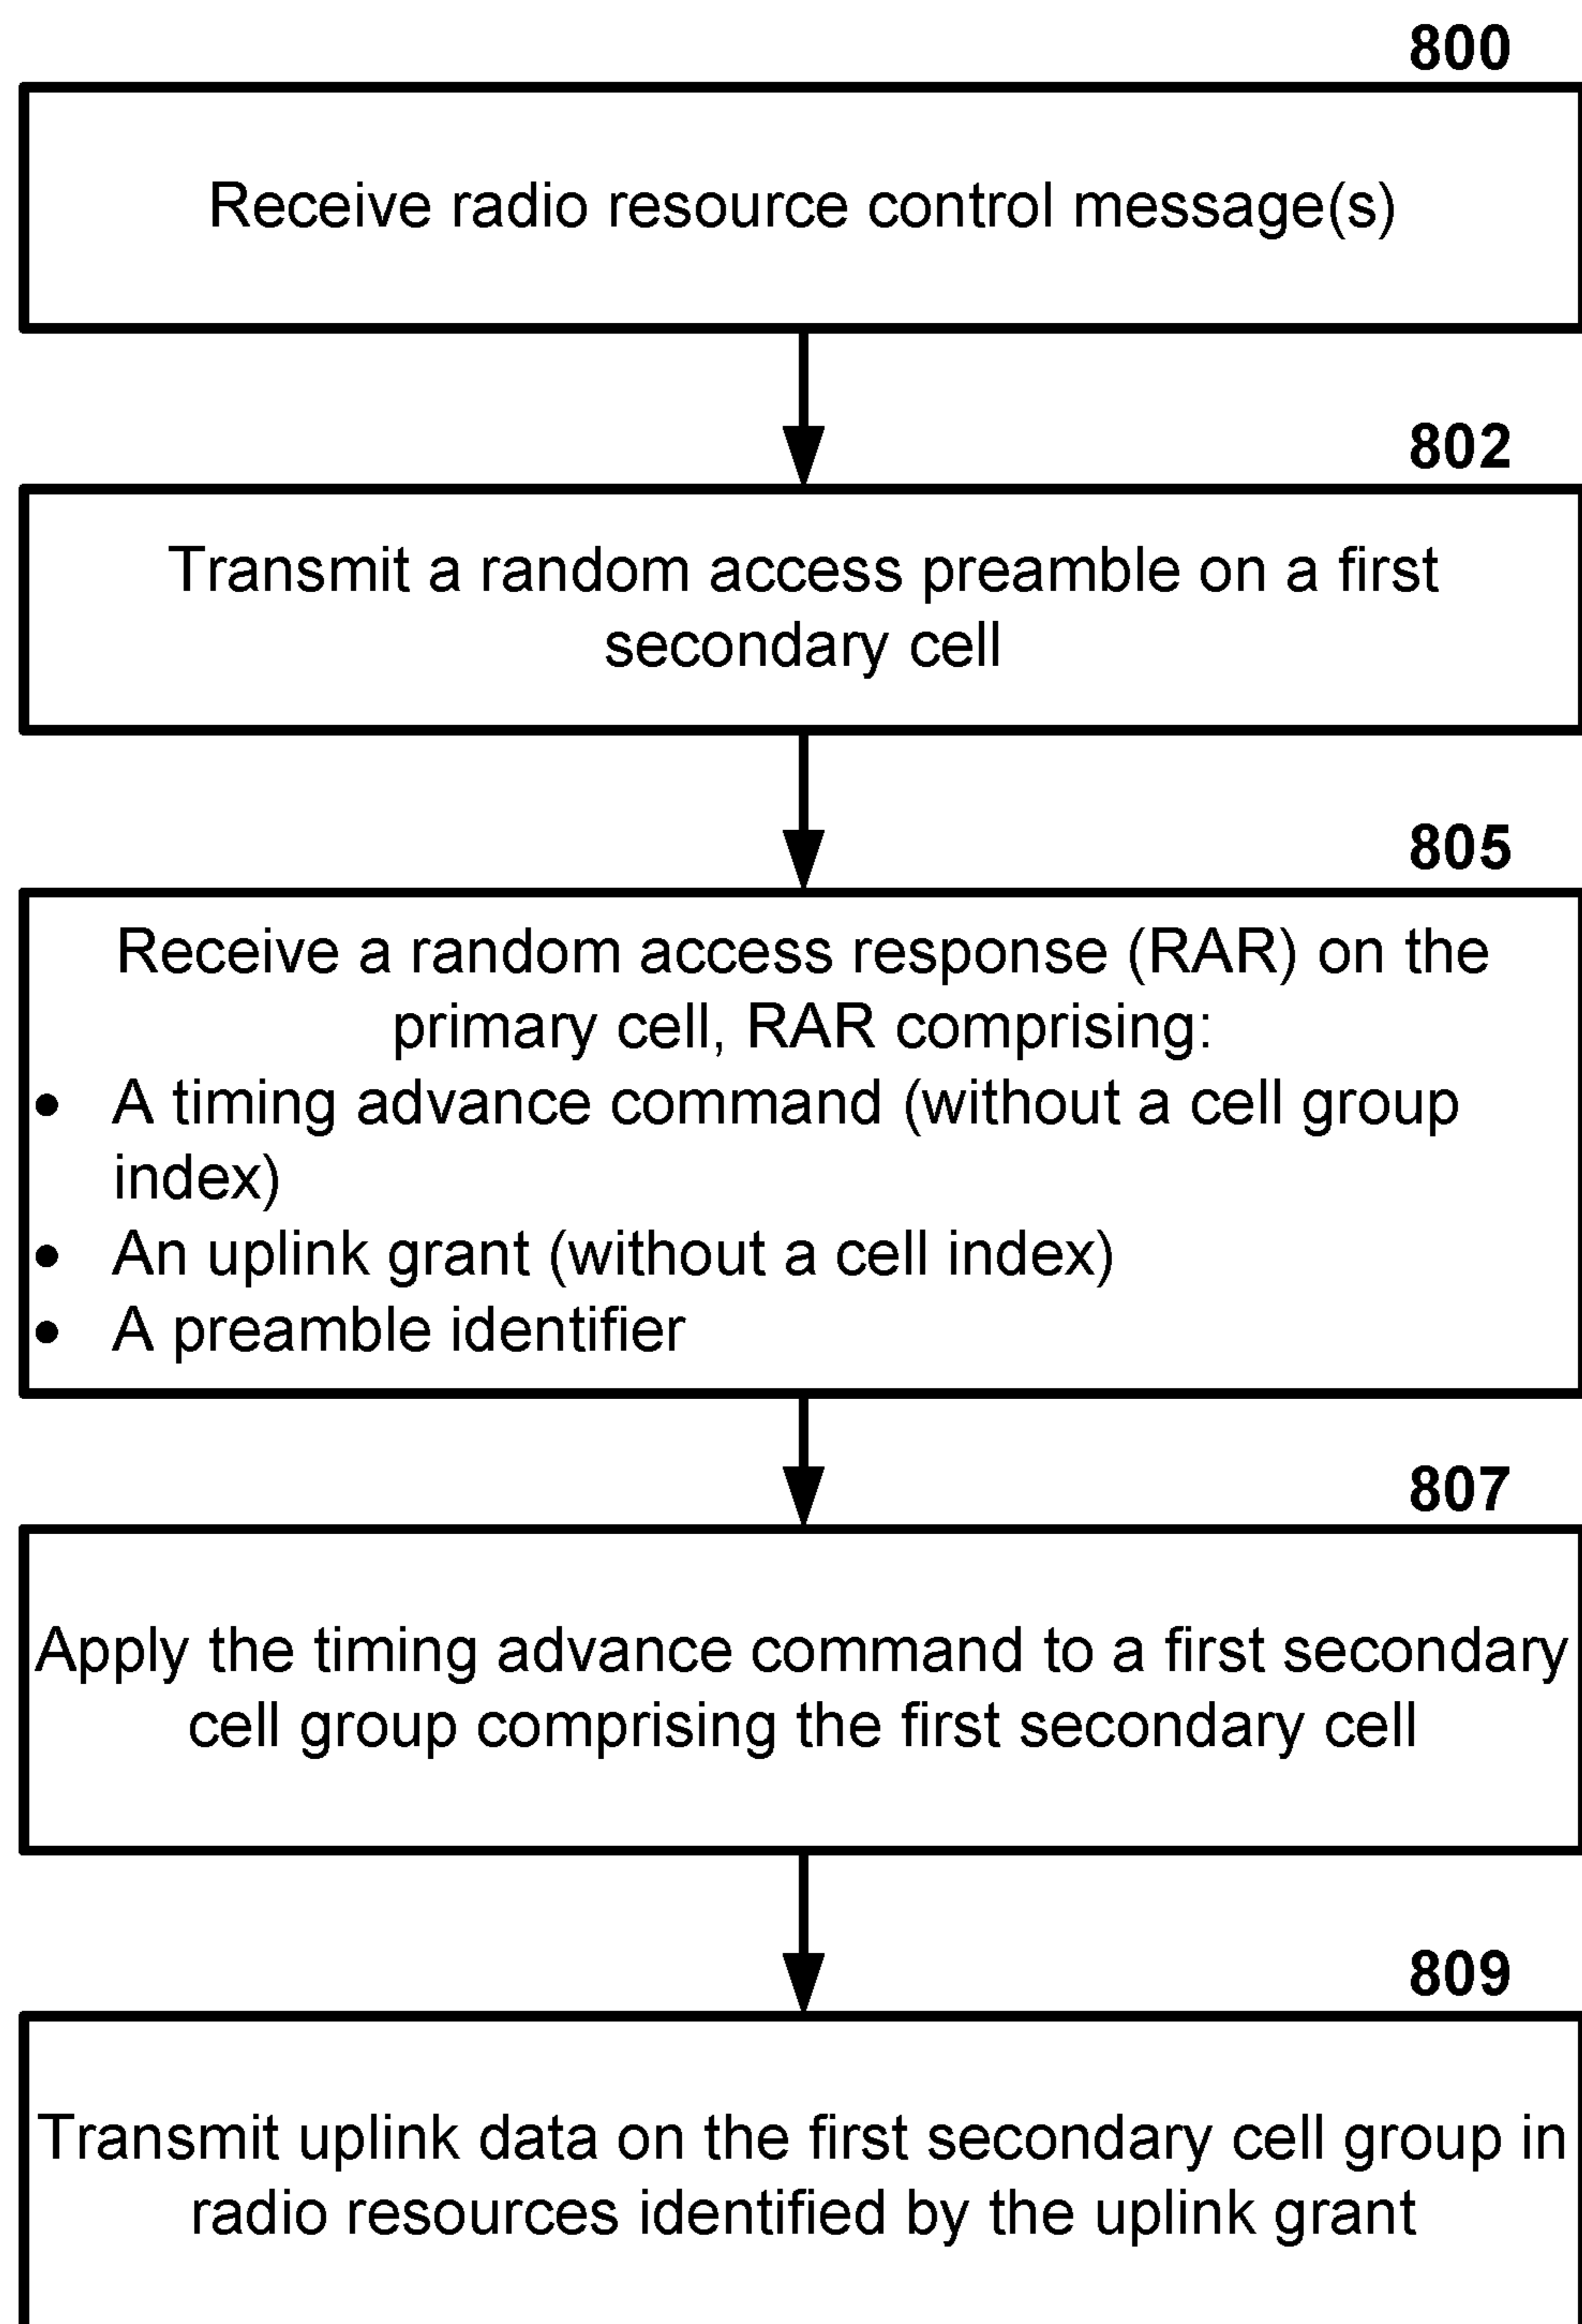 800
Receive radio resource control message(s)
802
Transmit a random access preamble on a first
secondary cell
805
Receive a random access response (RAR) on the
primary cell, RAR comprising:
• A timing advance command (without a cell group
index)
• An uplink grant (without a cell index)
• A preamble identifier
807
Apply the timing advance command to a first secondary
cell group comprising the first secondary cell
809
Transmit uplink data on the first secondary cell group in
radio resources identified by the uplink grant